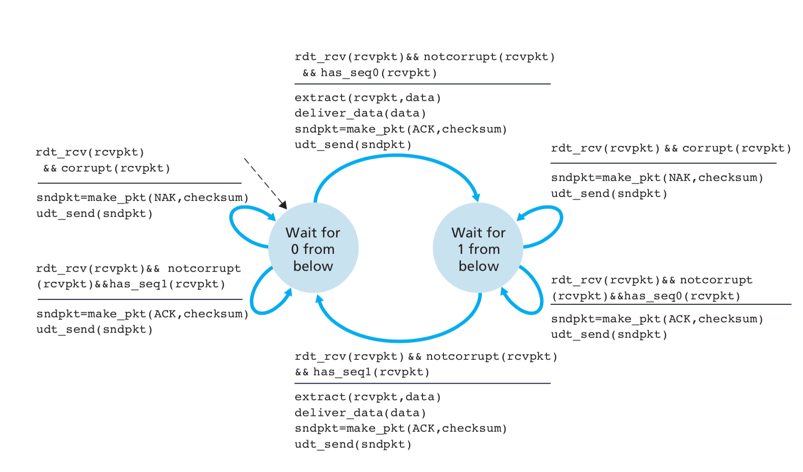 rdt_rcv(rcvpkt)&& notcorrupt(rcvpkt)
&& has_seq0(rcvpkt)
extract(rcvpkt,data)
deliver_data(data)
sndpkt=make_pkt(ACK,checksum)
udt_send(sndpkt)
rdt_rcv(rcvpkt)
&& corrupt(rcvpkt)
sndpkt=make_pkt(NAK,checksum)
udt_send(sndpkt)
rdt_rcv(rcvpkt) && corrupt(rcvpkt)
sndpkt=make_pkt(NAK,checksum)
udt_send(sndpkt)
Wait for
0 from
below
Wait for
1 from
below
rdt_rcv(rcvpkt)&& notcorrupt
(rcvpkt)&&has_seq1(rcvpkt)
sndpkt=make_pkt(ACK,checksum)
udt_send(sndpkt)
rdt_rcv(rcvpkt)&& notcorrupt
(rcvpkt)&&has_seq0(rcvpkt)
sndpkt=make_pkt(ACK,checksum)
udt_send(sndpkt)
rdt_rcv(rcvpkt) && notcorrupt(rcvpkt)
&& has_seq1(rcvpkt)
extract(rcvpkt,data)
deliver_data(data)
sndpkt=make_pkt(ACK,checksum)
udt_send(sndpkt)